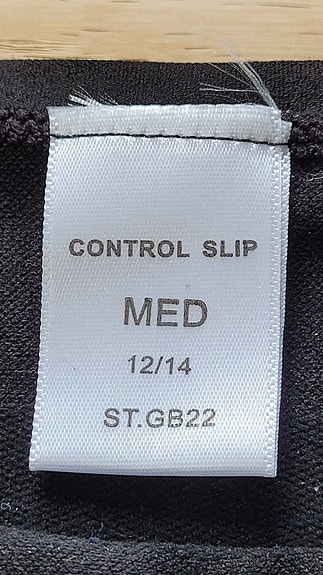 CONTROL SLIP
MED
12/14
ST.GB22